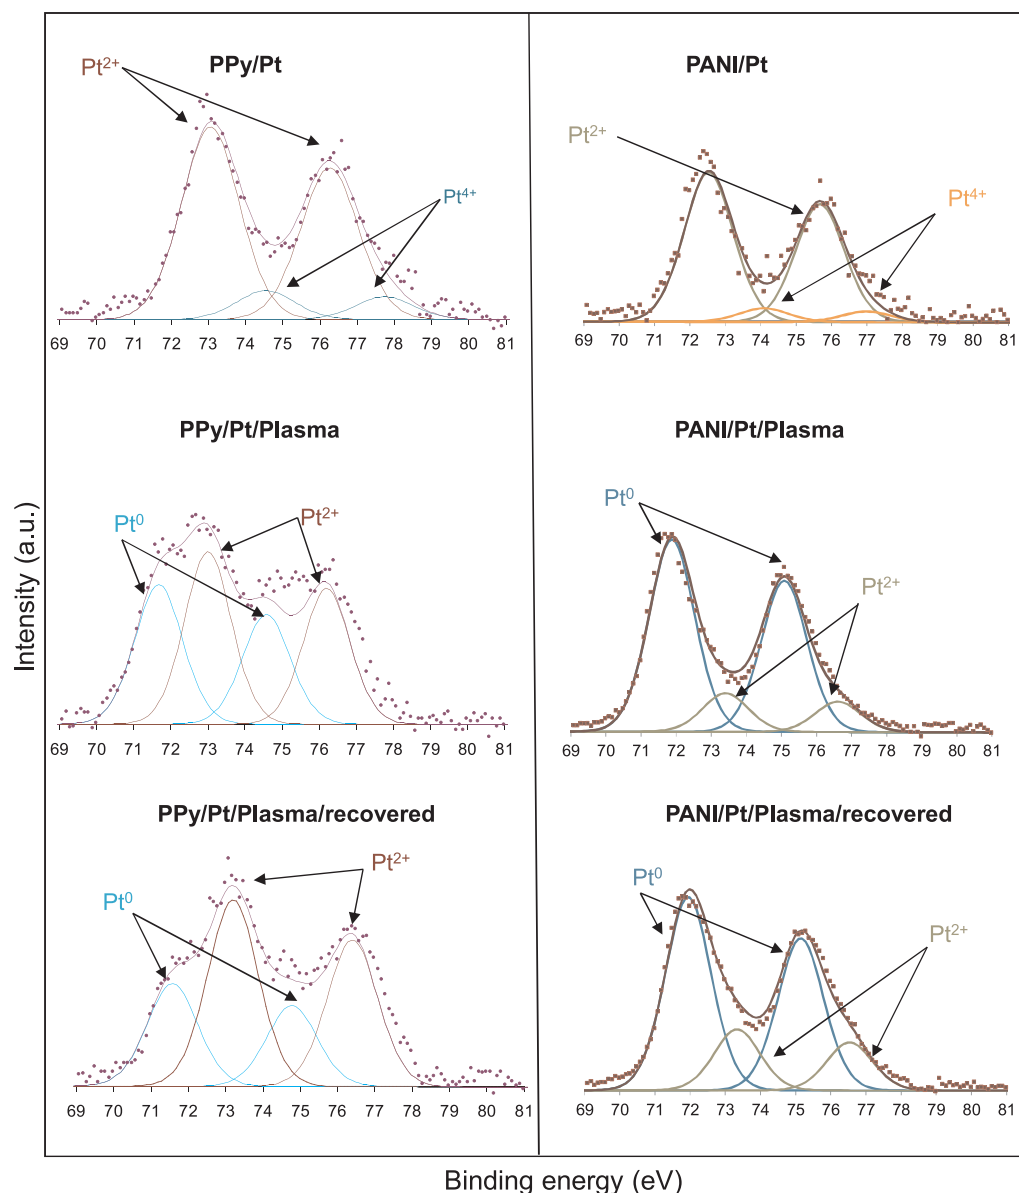 PPy/Pt
Pt2+
Pt4+
69 70 71 72 73 74 75 76 77 78 79 80 81
PANI/Pt
Pt2+
Pt4+
69 70 71 72 73 74 75 76 77 78 79 80 81
PPy/Pt/Plasma
Pt0
Pt2+
69 70 71 72 73 74 75 76 77 78 79 80 81
PANI/Pt/Plasma
Pt0
Pt2+
69 70 71 72 73 74 75 76 77 78 79 80 81
PPy/Pt/Plasma/recovered
Pt2+
Pt0
69 70 71 72 73 74 75 76 77 78 79 80 81
PANI/Pt/Plasma/recovered
Pt0
Pt2+
69 70 71 72 73 74 75 76 77 78 79 80 81
Intensity (a.u.)
Binding energy (eV)